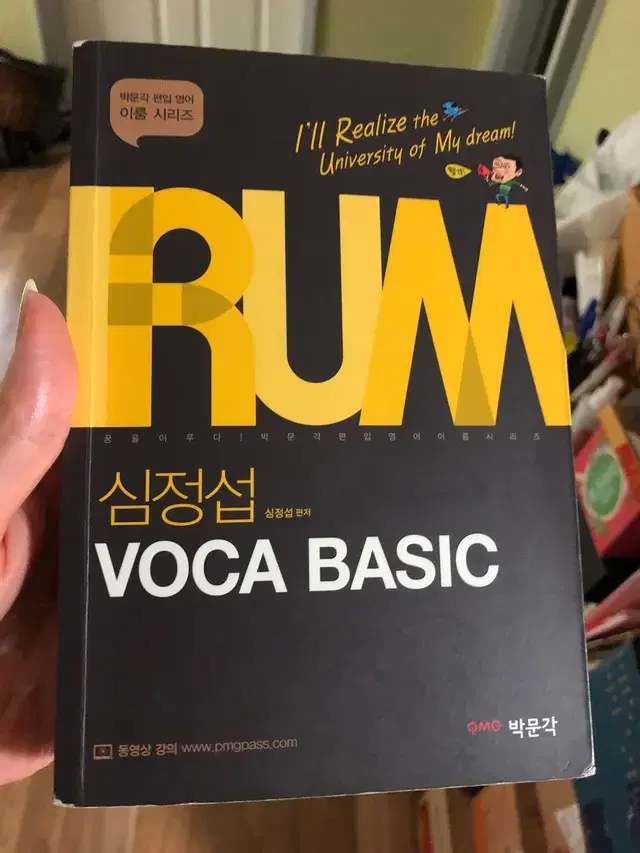 박문각 편입 영어
이룸 시리즈
I'll Realize the
University of My dream!
IRUM
꿈을이루다!박문각편입영어이룸시리즈
심정섭 심정섭 편저
VOCA BASIC
동영상 강의 www.pmgpass.com
PMG 박문각